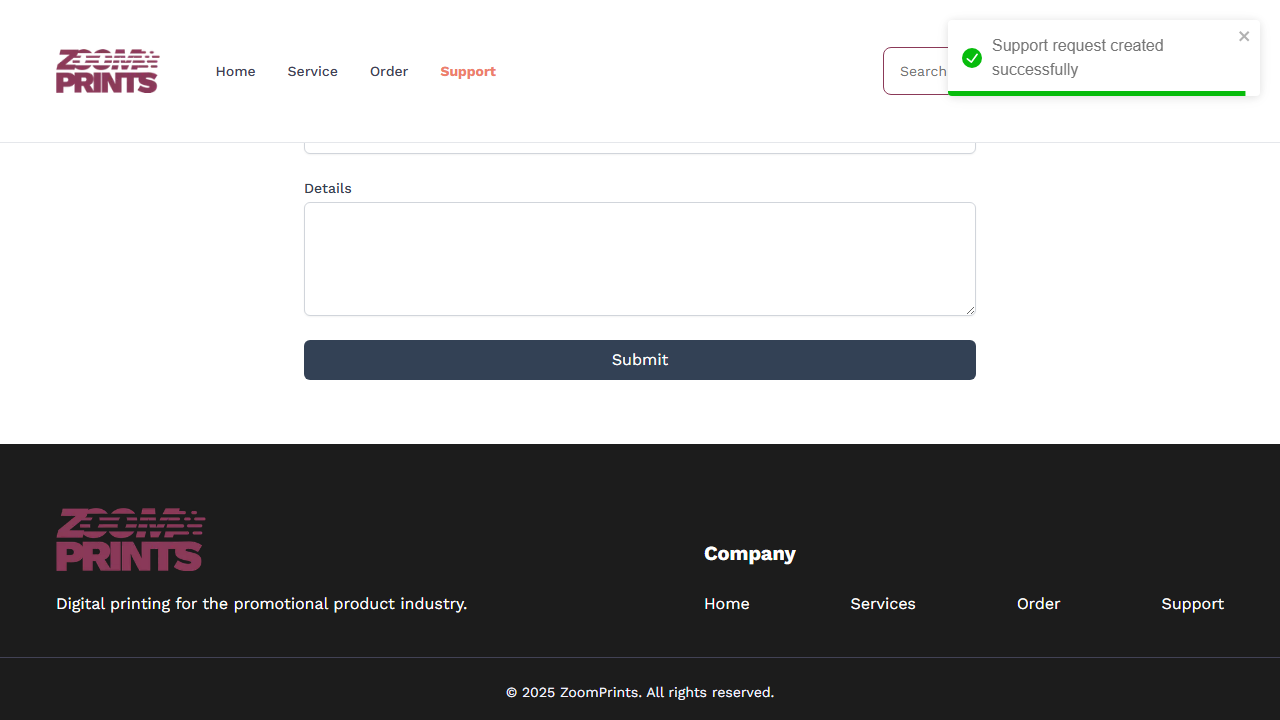 ZOOM
PRINTS
Home
Service
Order
Support
Search
Support request created
successfully
Details
Submit
ZOOM
PRINTS
Digital printing for the promotional product industry.
Company
Home
Services
Order
Support
© 2025 ZoomPrints. All rights reserved.